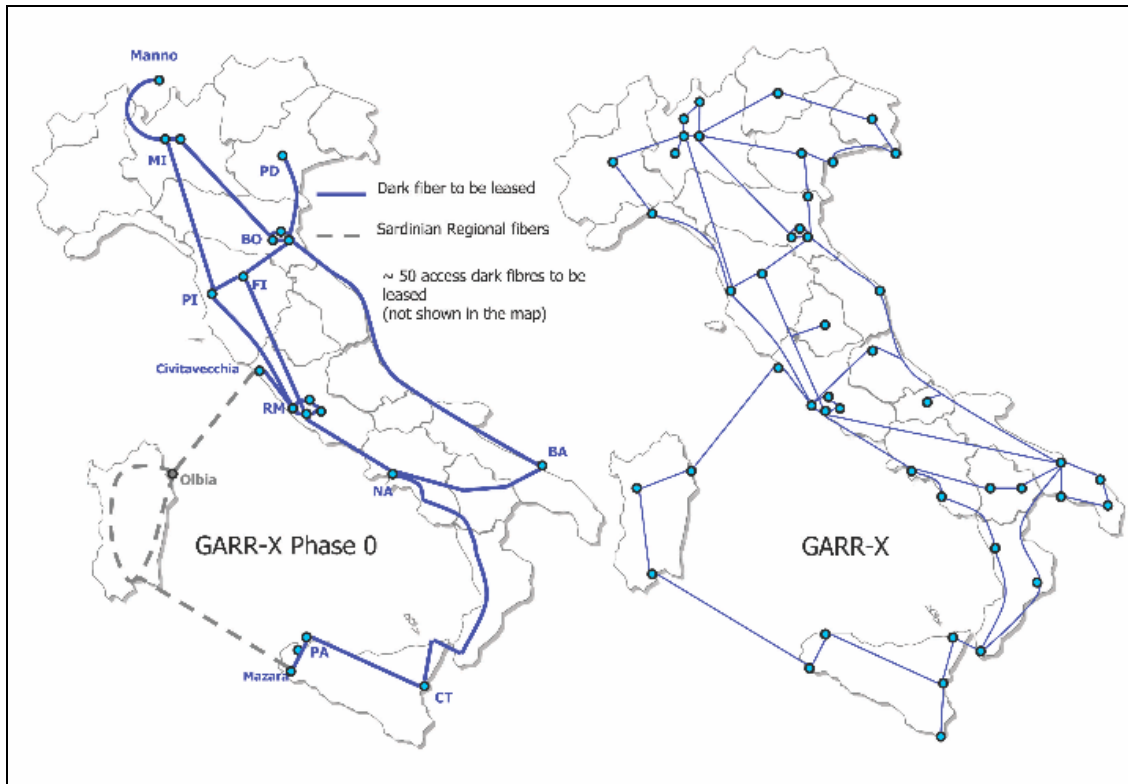 Manno
MI
PD
Dark fiber to be leased
BO
Sardinian Regional fibers
FI
~ 50 access dark fibres to be
leased
(not shown in the map)
PI
Civitavecchia
RM
BA
Olbia
NA
GARR-X Phase 0
GARR-X
PA
Mazara
CT